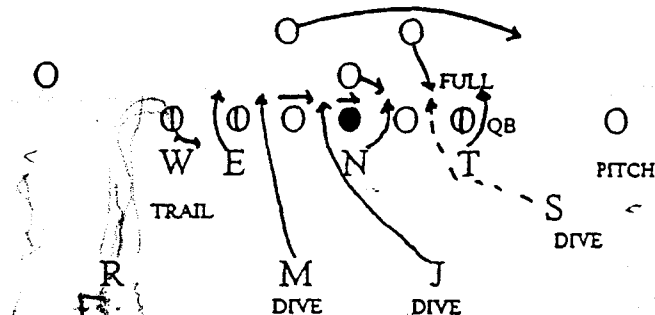 FULL
QB
W E N T
PITCH
TRAIL
S
DIVE
R M J
DIVE DIVE